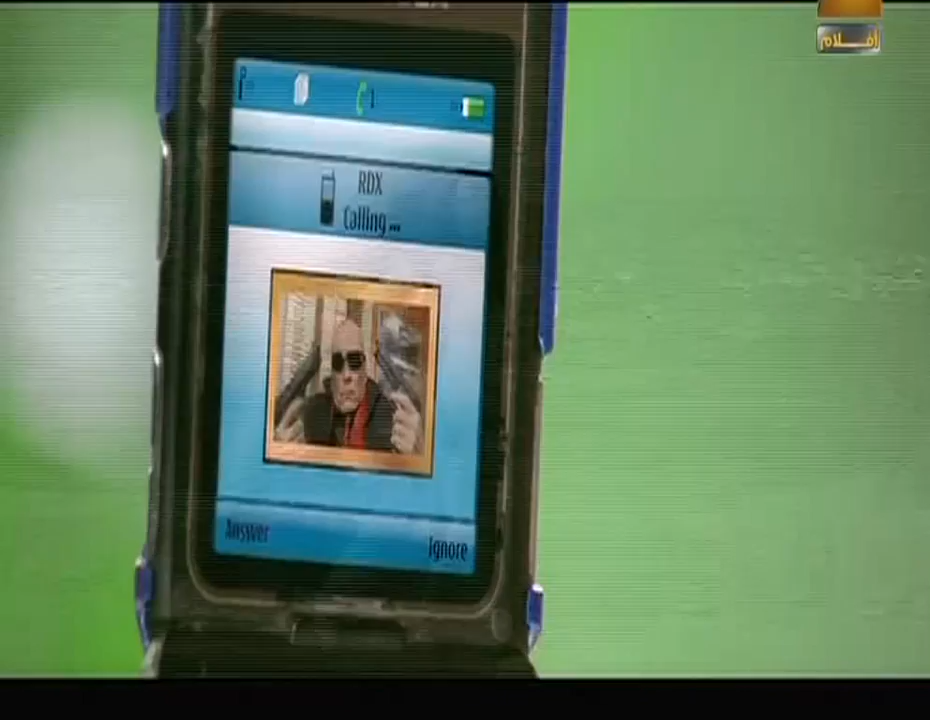 أفلام
RDX
Calling...
Answer
Ignore